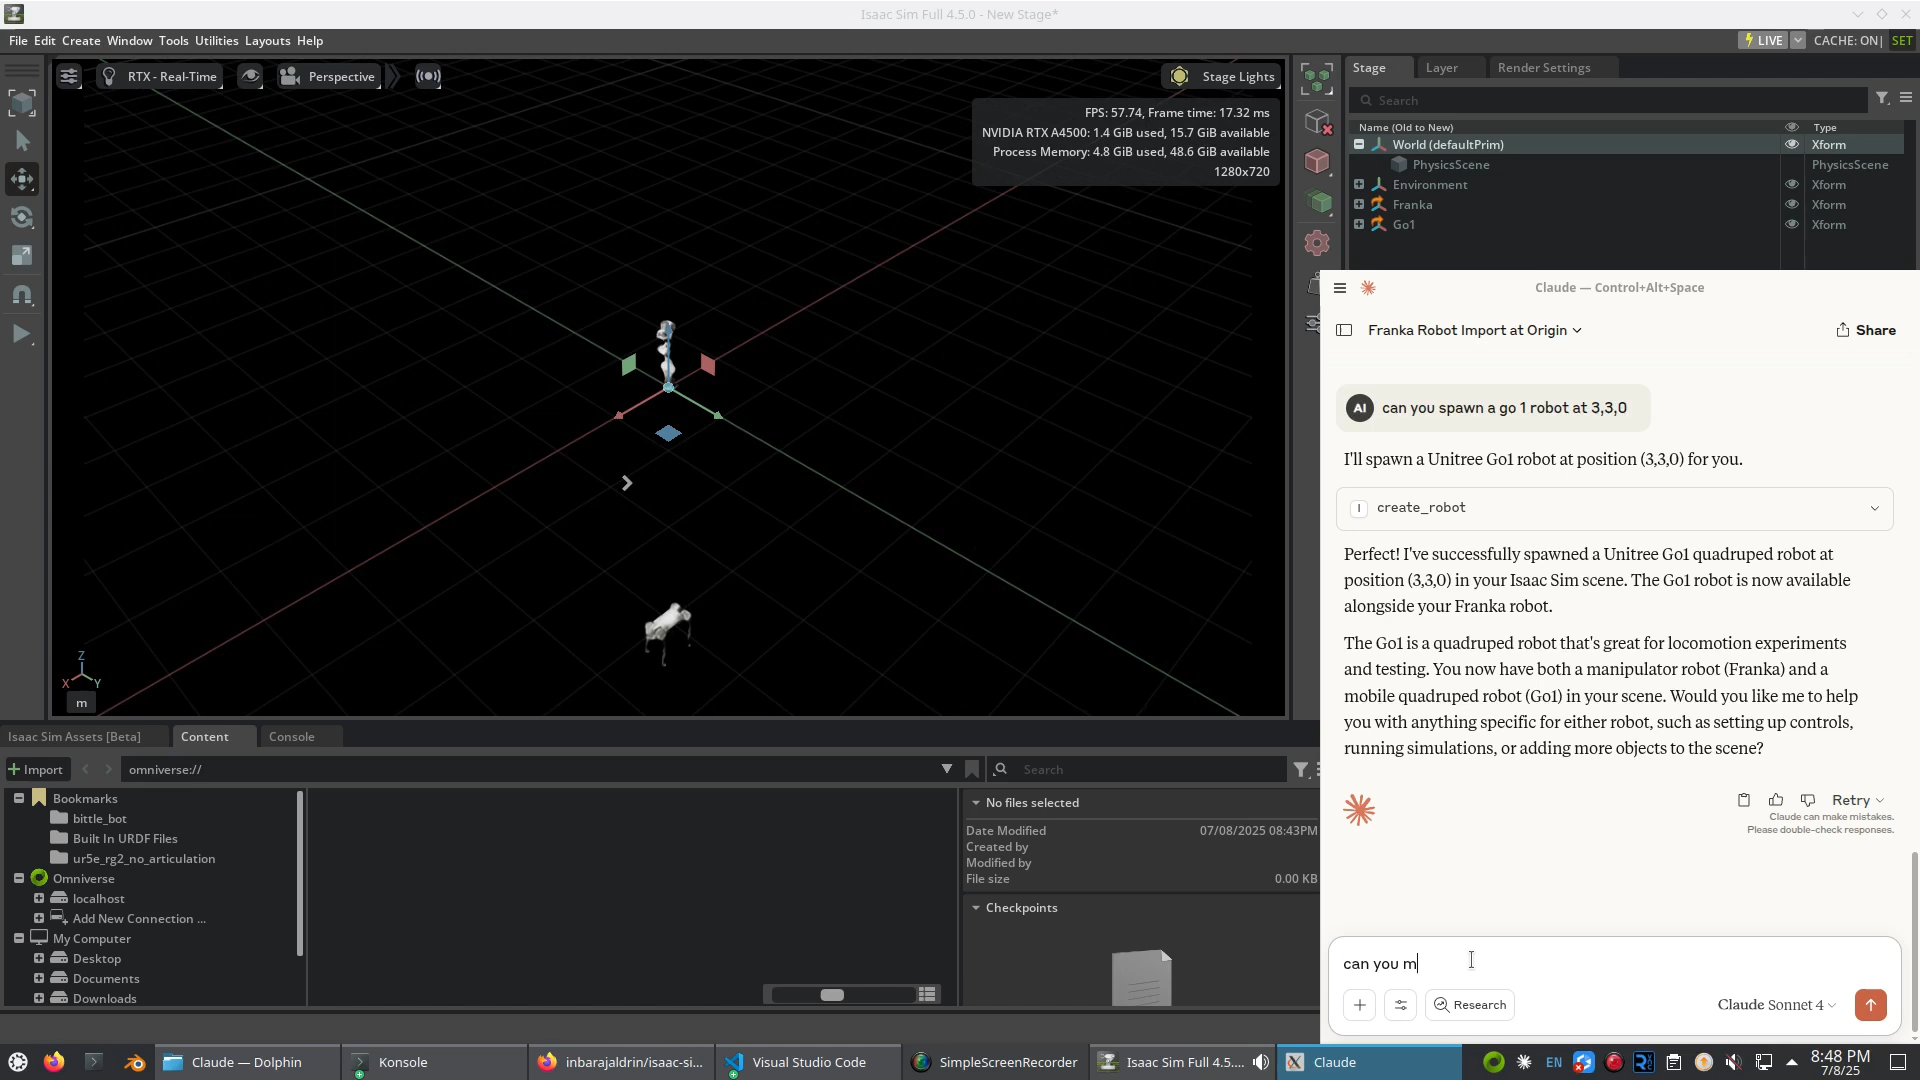 Isaac Sim Full 4.5.0 - New Stage*
File Edit Create Window Tools Utilities Layouts Help
LIVE
CACHE: ON|
SET
RTX - Real-Time
Perspective
Stage Lights
FPS: 57.74, Frame time: 17.32 ms
NVIDIA RTX A4500: 1.4 GiB used, 15.7 GiB available
Process Memory: 4.8 GiB used, 48.6 GiB available
1280x720
Z
X
Y
m
Stage
Layer
Render Settings
Search
Name (Old to New)
Type
World (defaultPrim)
Xform
PhysicsScene
PhysicsScene
Environment
Xform
Franka
Xform
Go1
Xform
Claude — Control+Alt+Space
Franka Robot Import at Origin
Share
AI
can you spawn a go 1 robot at 3,3,0
I'll spawn a Unitree Go1 robot at position (3,3,0) for you.
I
create_robot
Perfect! I've successfully spawned a Unitree Go1 quadruped robot at
position (3,3,0) in your Isaac Sim scene. The Go1 robot is now available
alongside your Franka robot.
The Go1 is a quadruped robot that's great for locomotion experiments
and testing. You now have both a manipulator robot (Franka) and a
mobile quadruped robot (Go1) in your scene. Would you like me to help
you with anything specific for either robot, such as setting up controls,
running simulations, or adding more objects to the scene?
Retry
Claude can make mistakes.
Please double-check responses.
can you m
Research
Claude Sonnet 4
Isaac Sim Assets [Beta]
Content
Console
Import
omniverse://
Search
Bookmarks
bittle_bot
Built In URDF Files
ur5e_rg2_no_articulation
Omniverse
localhost
Add New Connection ...
My Computer
Desktop
Documents
Downloads
No files selected
Date Modified
07/08/2025 08:43PM
Created by
Modified by
File size
0.00 KB
Checkpoints
Claude — Dolphin
Konsole
inbarajaldrin/isaac-si...
Visual Studio Code
SimpleScreenRecorder
Isaac Sim Full 4.5....
Claude
EN
8:48 PM
7/8/25